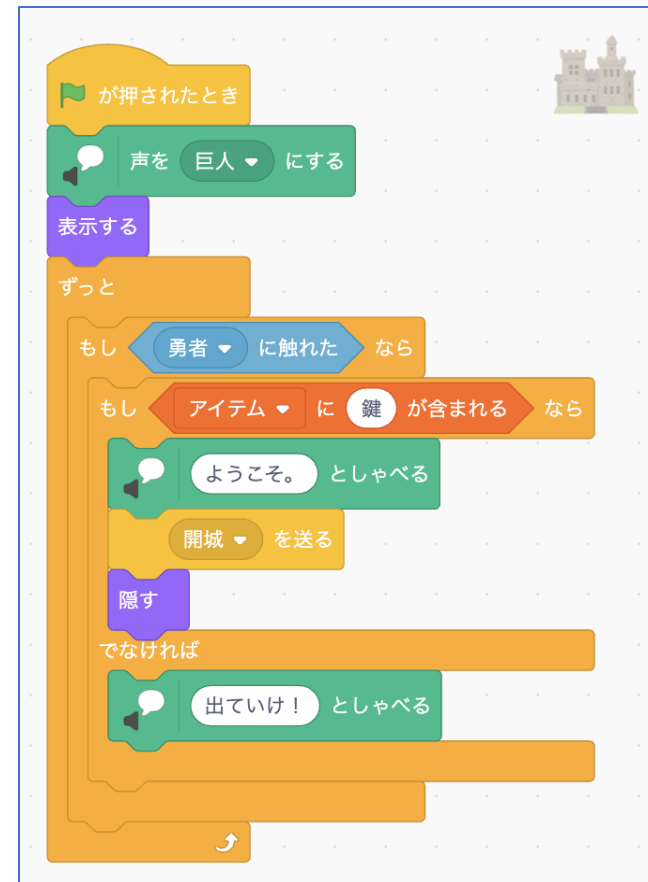 が押されたとき
声を 巨人 にする
表示する
ずっと
もし 勇者 に触れた なら
もし アイテム に 鍵 が含まれる なら
ようこそ。 としゃべる
開城 を送る
隠す
でなければ
出ていけ！ としゃべる